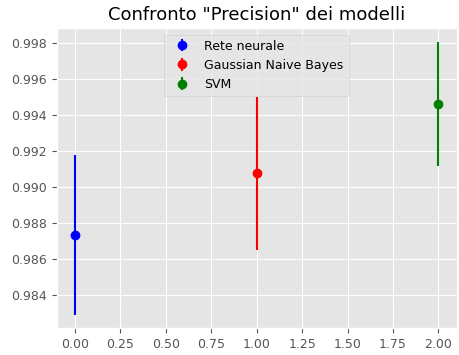 Confronto "Precision" dei modelli
Rete neurale
Gaussian Naive Bayes
SVM
0.998
0.996
0.994
0.992
0.990
0.988
0.986
0.984
0.00 0.25 0.50 0.75 1.00 1.25 1.50 1.75 2.00